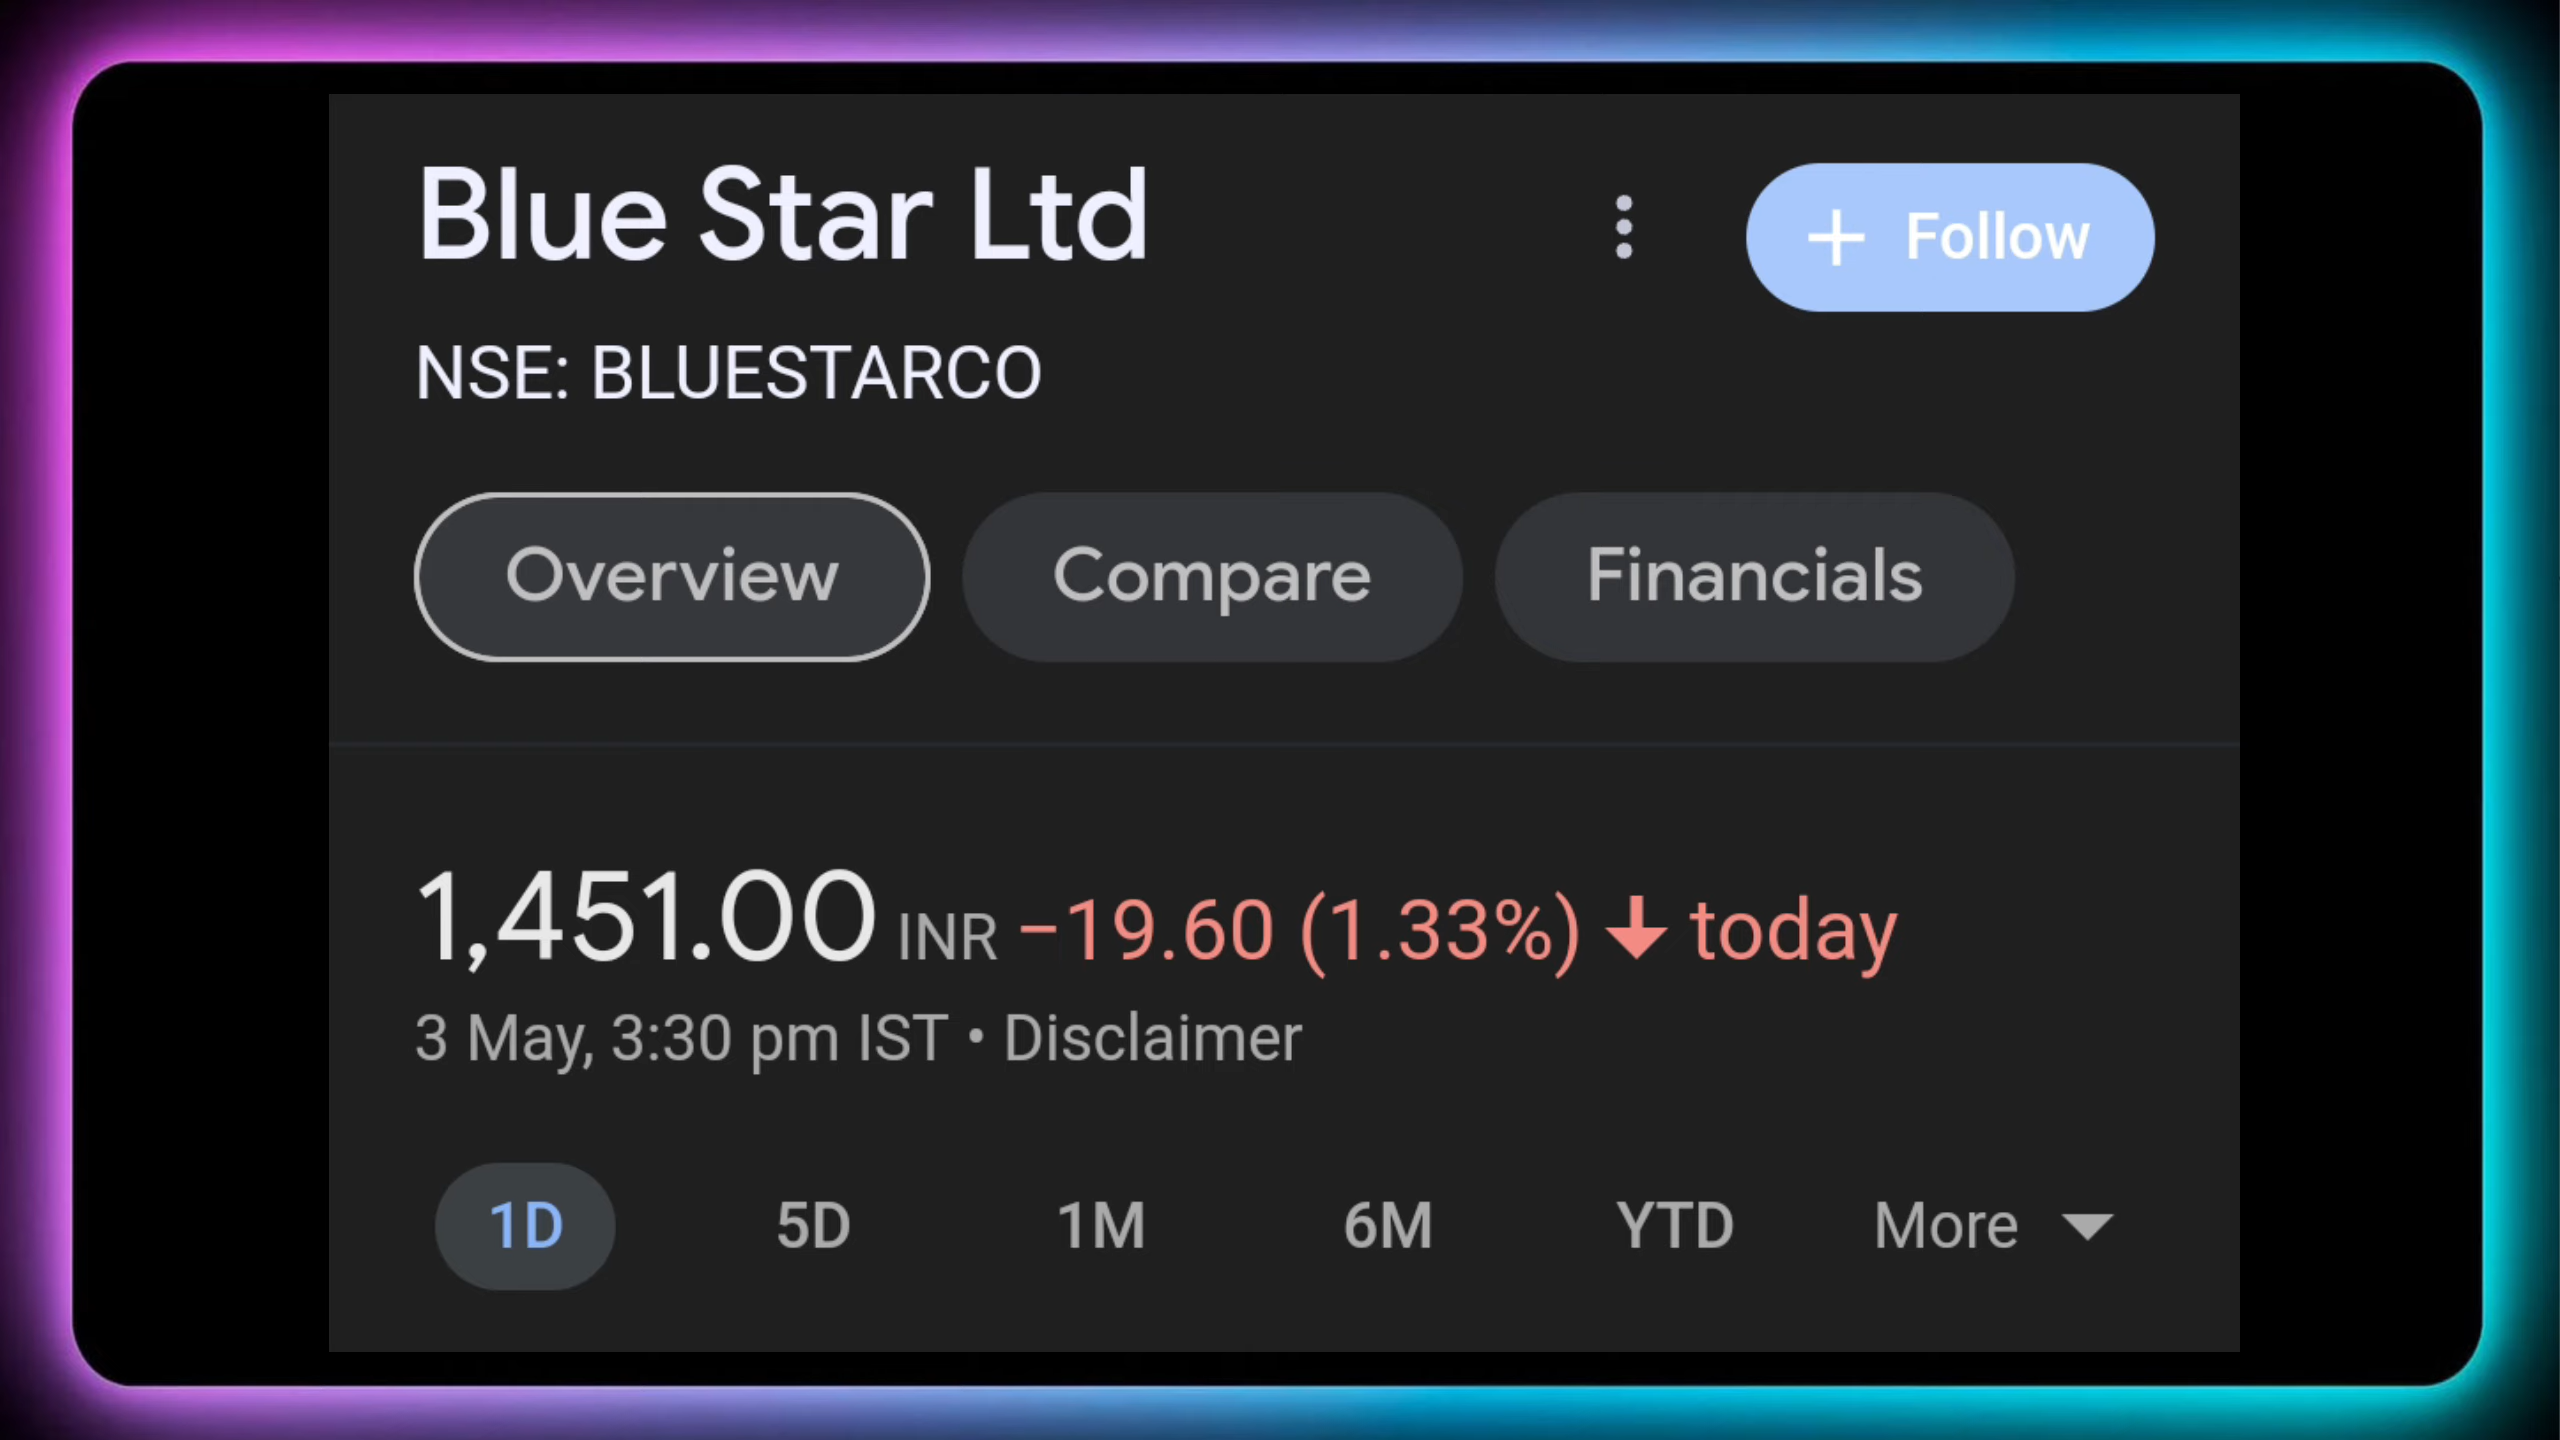 Blue Star Ltd
+ Follow
NSE: BLUESTARCO
Overview
Compare
Financials
1,451.00 INR −19.60 (1.33%) ↓ today
3 May, 3:30 pm IST • Disclaimer
1D 5D 1M 6M YTD More